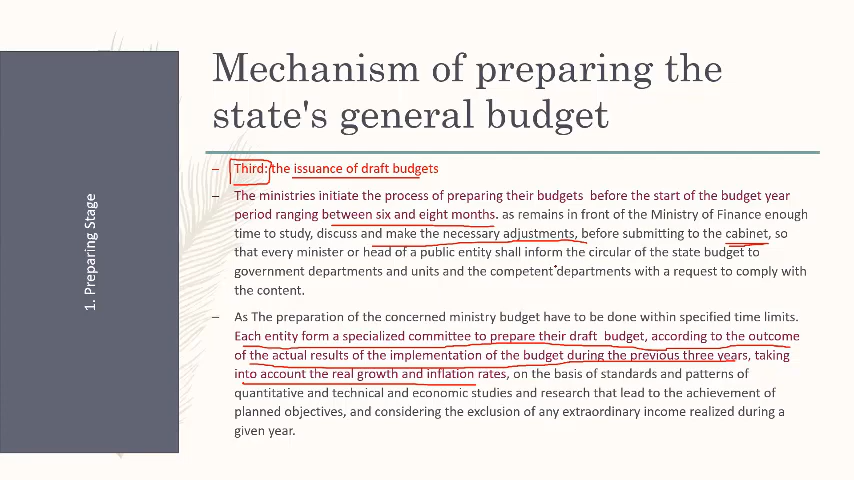 Mechanism of preparing the
state's general budget
1. Preparing Stage
– Third: the issuance of draft budgets
– The ministries initiate the process of preparing their budgets before the start of the budget year
period ranging between six and eight months. as remains in front of the Ministry of Finance enough
time to study, discuss and make the necessary adjustments, before submitting to the cabinet, so
that every minister or head of a public entity shall inform the circular of the state budget to
government departments and units and the competent departments with a request to comply with
the content.
– As The preparation of the concerned ministry budget have to be done within specified time limits.
Each entity form a specialized committee to prepare their draft budget, according to the outcome
of the actual results of the implementation of the budget during the previous three years, taking
into account the real growth and inflation rates, on the basis of standards and patterns of
quantitative and technical and economic studies and research that lead to the achievement of
planned objectives, and considering the exclusion of any extraordinary income realized during a
given year.